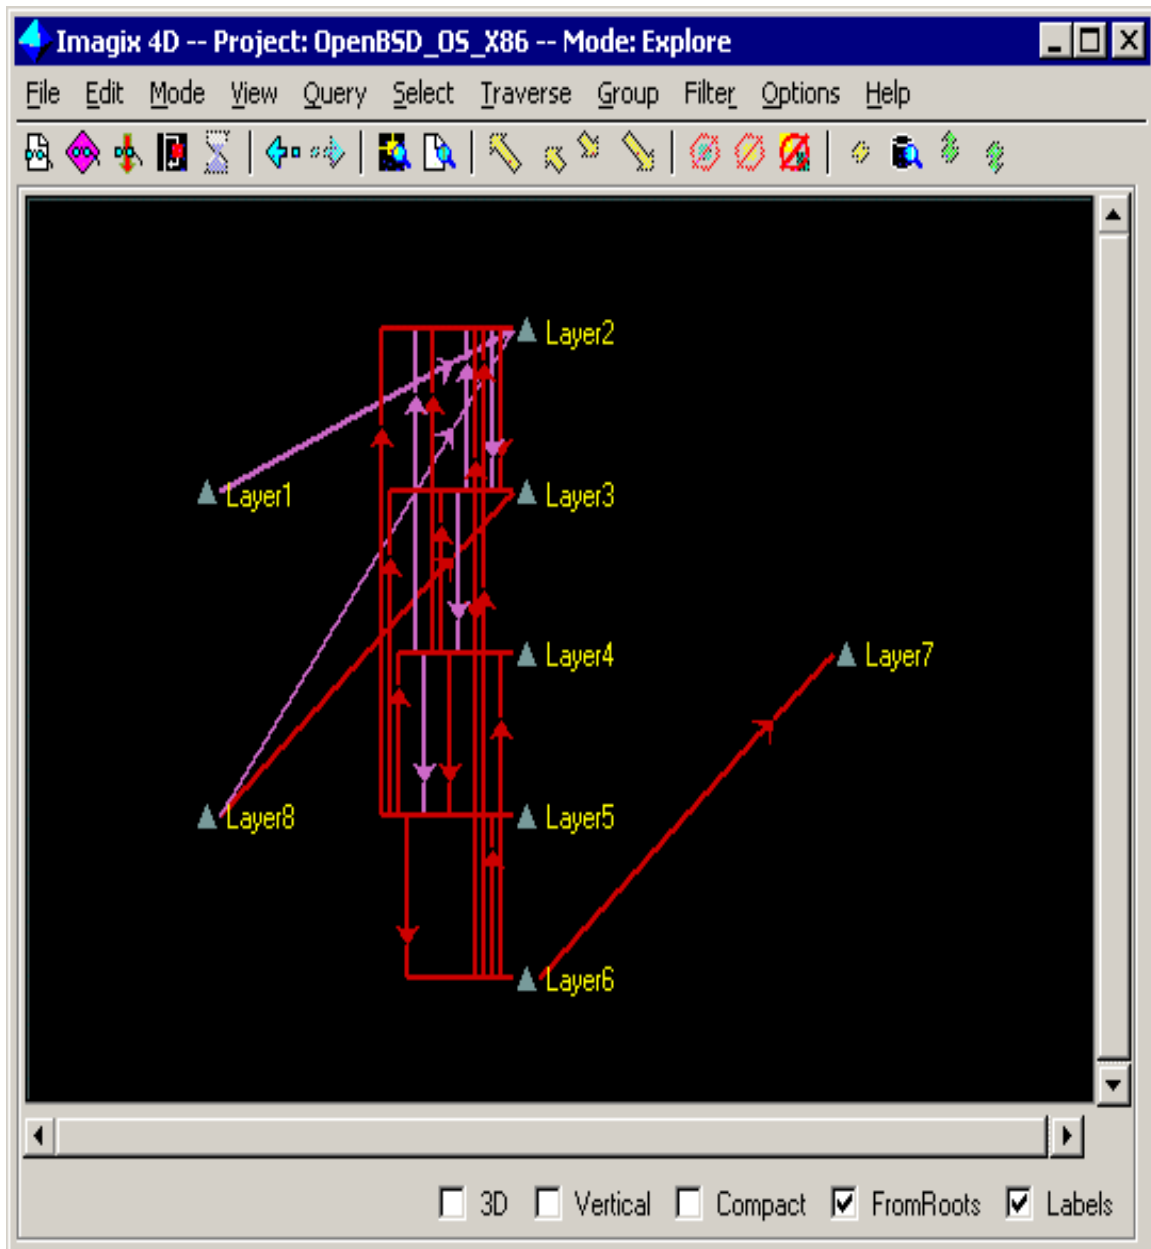 Imagix 4D -- Project: OpenBSD_OS_X86 -- Mode: Explore
File Edit Mode View Query Select Traverse Group Filter Options Help
Layer2
Layer1
Layer3
Layer4
Layer7
Layer8
Layer5
Layer6
3D Vertical Compact FromRoots Labels